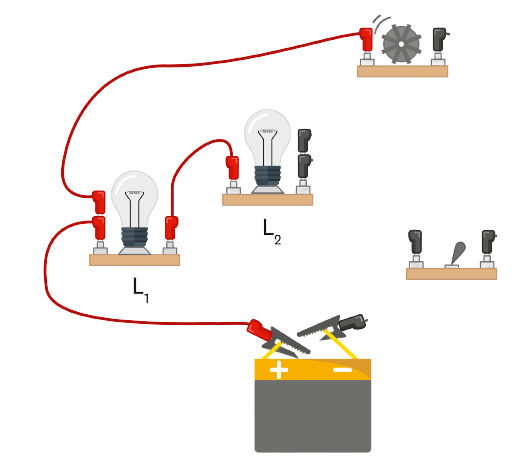 L₂
L₁
+ −